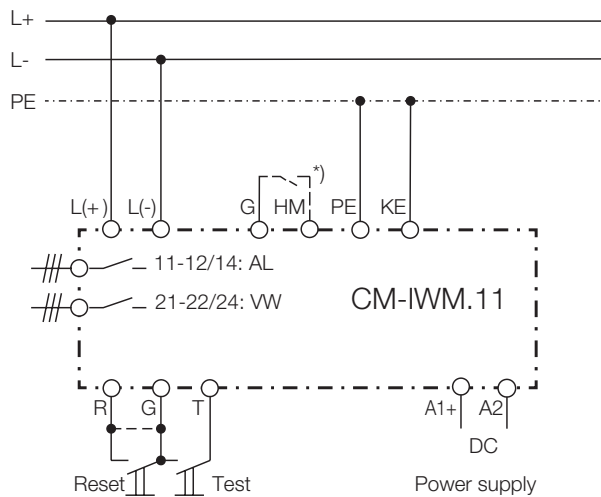 L+
L-
PE
*)
L(+) L(-) G HM PE KE
11-12/14: AL
21-22/24: VW
CM-IWM.11
R G T A1+ A2
DC
Reset Test Power supply